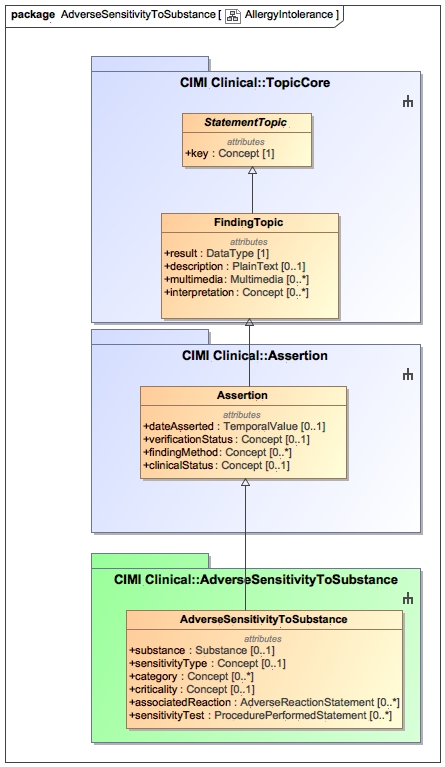 package AdverseSensitivityToSubstance [ AllergyIntolerance ]
CIMI Clinical::TopicCore
StatementTopic
attributes
+key : Concept [1]
FindingTopic
attributes
+result : DataType [1]
+description : PlainText [0..1]
+multimedia : Multimedia [0..*]
+interpretation : Concept [0..*]
CIMI Clinical::Assertion
Assertion
attributes
+dateAsserted : TemporalValue [0..1]
+verificationStatus : Concept [0..1]
+findingMethod : Concept [0..*]
+clinicalStatus : Concept [0..1]
CIMI Clinical::AdverseSensitivityToSubstance
AdverseSensitivityToSubstance
attributes
+substance : Substance [0..1]
+sensitivityType : Concept [0..1]
+category : Concept [0..*]
+criticality : Concept [0..1]
+associatedReaction : AdverseReactionStatement [0..*]
+sensitivityTest : ProcedurePerformedStatement [0..*]